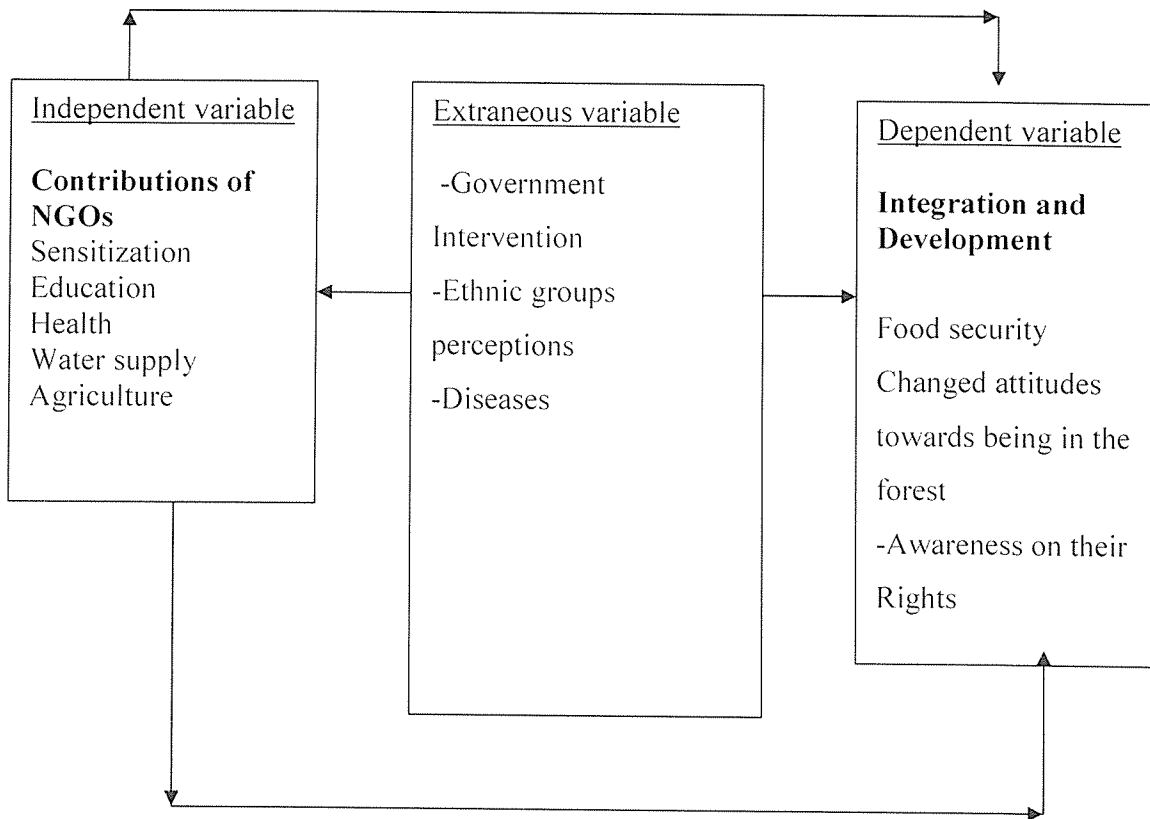 Independent variable
Contributions of
NGOs
Sensitization
Education
Health
Water supply
Agriculture
Extraneous variable
-Government
Intervention
-Ethnic groups
perceptions
-Diseases
Dependent variable
Integration and
Development
Food security
Changed attitudes
towards being in the
forest
-Awareness on their
Rights